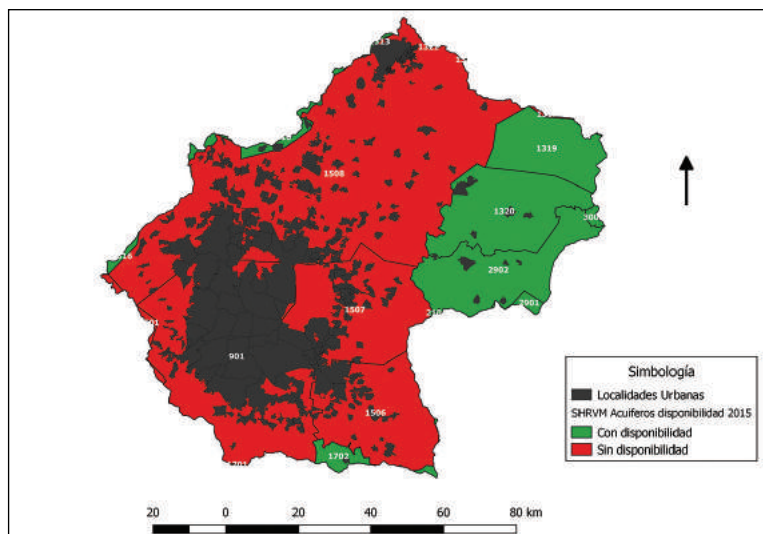 1319
1508
1320
2902
2901
1507
901
1506
1702
Simbología
Localidades Urbanas
SHRVM Acuiferos disponibilidad 2015
Con disponibilidad
Sin disponibilidad
20 0 20 40 60 80 km